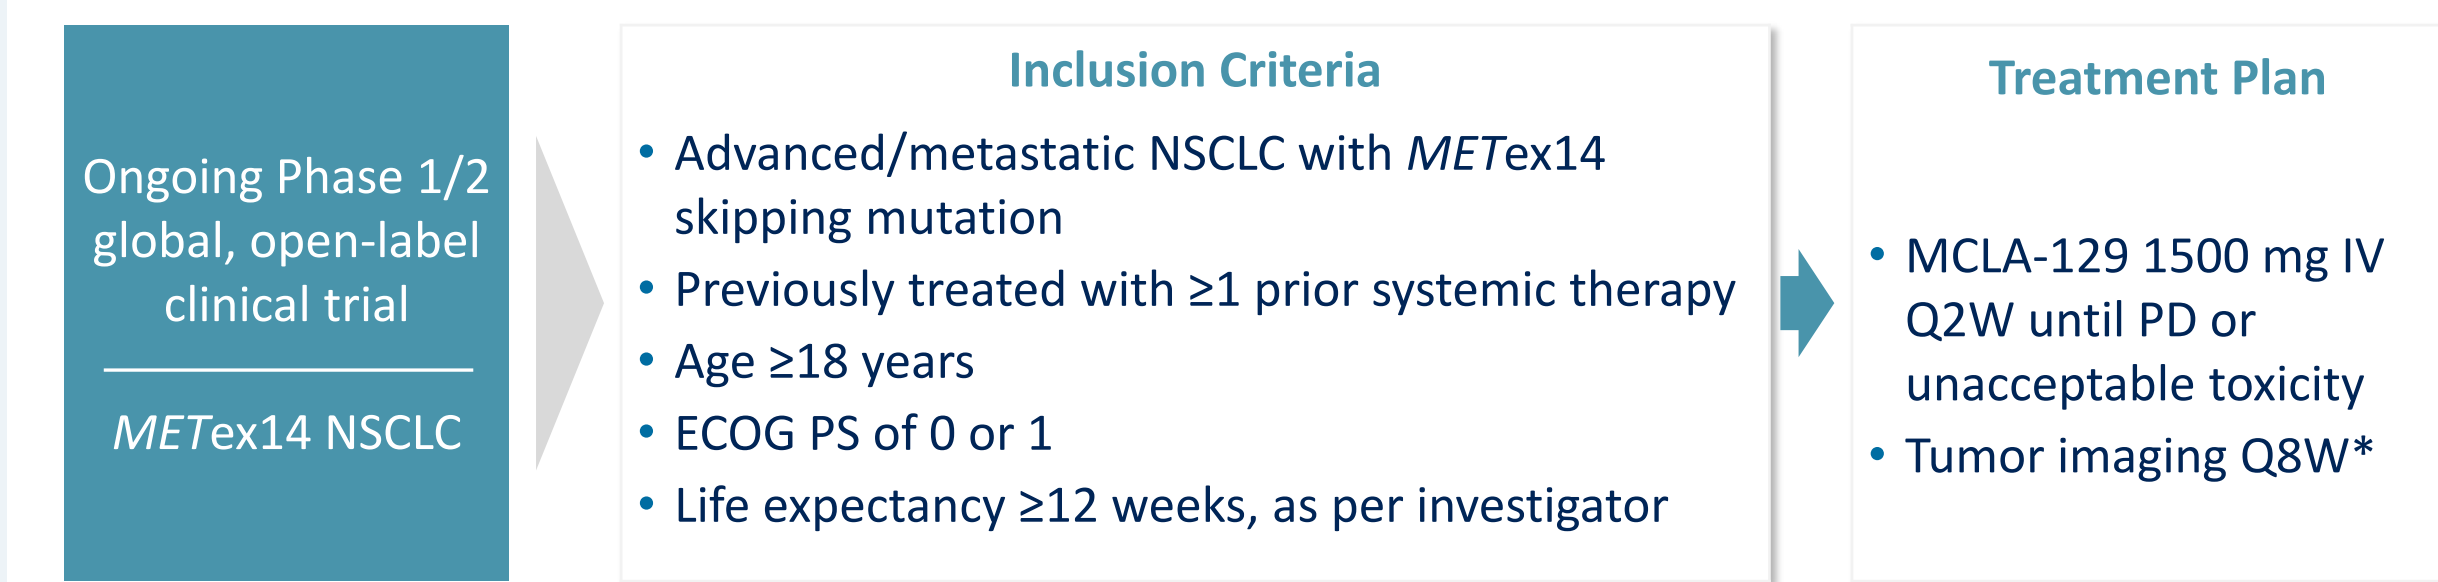 Ongoing Phase 1/2
global, open-label
clinical trial
METex14 NSCLC
Inclusion Criteria
• Advanced/metastatic NSCLC with METex14
skipping mutation
• Previously treated with ≥1 prior systemic therapy
• Age ≥18 years
• ECOG PS of 0 or 1
• Life expectancy ≥12 weeks, as per investigator
Treatment Plan
• MCLA-129 1500 mg IV
Q2W until PD or
unacceptable toxicity
• Tumor imaging Q8W*